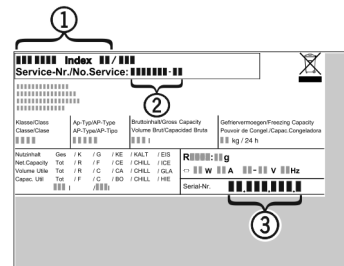 1
Index /
Service-Nr./No.Service: -
2
Klasse/Class
Classe/Clase
Ap-Typ/AP-Type
AP-Type/AP-Tipo
Bruttoinhalt/Gross Capacity
Volume Brut/Capacidad Bruta
l
Gefriervermoegen/Freezing Capacity
Pouvoir de Congel./Capac.Congeladora
kg / 24 h
Nutzinhalt Ges / K / G / KE / KALT / EIS
Net.Capacity Tot / R / F / CE / CHILL / ICE
Volume Utile Tot / R / C / CA / CHILL / GLA
Capac. Util Tot / F / C / BO / CHILL / HIE
l / l
R : g
W A - V Hz
Serial-Nr. . . .
3